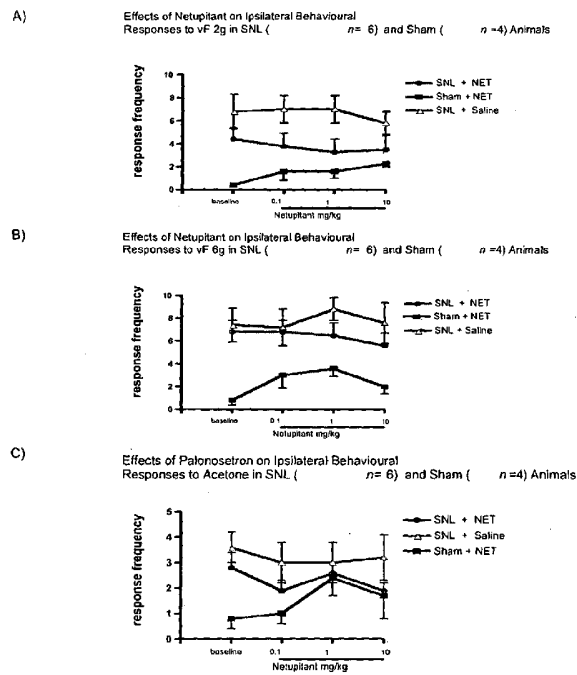 A)
Effects of Netupitant on Ipsilateral Behavioural
Responses to vF 2g in SNL ( n= 6) and Sham ( n =4) Animals
response frequency
10
8
6
4
2
0
baseline 0.1 1 10
Netupitant mg/kg
SNL + NET
Sham + NET
SNL + Saline
B)
Effects of Netupitant on Ipsilateral Behavioural
Responses to vF 6g in SNL ( n= 6) and Sham ( n =4) Animals
response frequency
10
8
6
4
2
0
baseline 0.1 1 10
Netupitant mg/kg
SNL + NET
Sham + NET
SNL + Saline
C)
Effects of Palonosetron on Ipsilateral Behavioural
Responses to Acetone in SNL ( n= 6) and Sham ( n =4) Animals
response frequency
5
4
3
2
1
0
baseline 0.1 1 10
Netupitant mg/kg
SNL + NET
SNL + Saline
Sham + NET